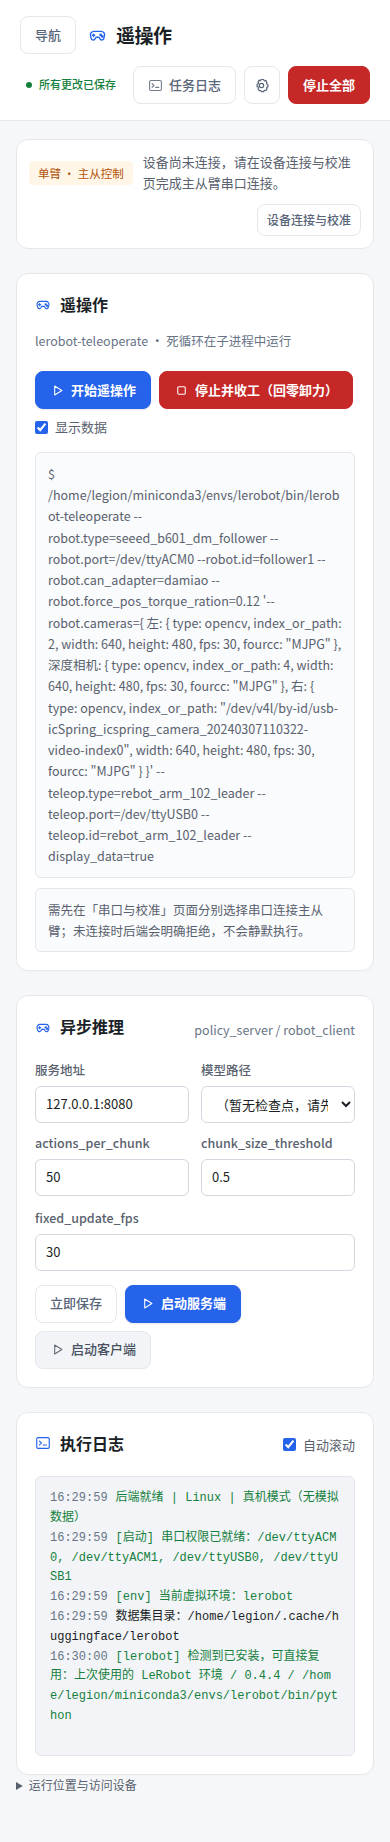 导航
遥操作
所有更改已保存
任务日志
停止全部
单臂 · 主从控制
设备尚未连接，请在设备连接与校准
页完成主从臂串口连接。
设备连接与校准
遥操作
lerobot-teleoperate · 死循环在子进程中运行
开始遥操作
停止并收工（回零卸力）
显示数据
$
/home/legion/miniconda3/envs/lerobot/bin/lerob
ot-teleoperate --
robot.type=seeed_b601_dm_follower --
robot.port=/dev/ttyACM0 --robot.id=follower1 --
robot.can_adapter=damiao --
robot.force_pos_torque_ration=0.12 '--
robot.cameras={ 左: { type: opencv, index_or_path:
2, width: 640, height: 480, fps: 30, fourcc: "MJPG" },
深度相机: { type: opencv, index_or_path: 4, width:
640, height: 480, fps: 30, fourcc: "MJPG" }, 右: {
type: opencv, index_or_path: "/dev/v4l/by-id/usb-
icSpring_icspring_camera_20240307110322-
video-index0", width: 640, height: 480, fps: 30,
fourcc: "MJPG" } }' --
teleop.type=rebot_arm_102_leader --
teleop.port=/dev/ttyUSB0 --
teleop.id=rebot_arm_102_leader --
display_data=true
需先在「串口与校准」页面分别选择串口连接主从
臂；未连接时后端会明确拒绝，不会静默执行。
异步推理
policy_server / robot_client
服务地址
模型路径
127.0.0.1:8080
（暂无检查点，请先
actions_per_chunk
chunk_size_threshold
50
0.5
fixed_update_fps
30
立即保存
启动服务端
启动客户端
执行日志
自动滚动
16:29:59 后端就绪 | Linux | 真机模式（无模拟
数据）
16:29:59 [启动] 串口权限已就绪: /dev/ttyACM
0, /dev/ttyACM1, /dev/ttyUSB0, /dev/ttyU
SB1
16:29:59 [env] 当前虚拟环境: lerobot
16:29:59 数据集目录: /home/legion/.cache/h
uggingface/lerobot
16:30:00 [lerobot] 检测到已安装，可直接复
用: 上次使用的 LeRobot 环境 / 0.4.4 / /hom
e/legion/miniconda3/envs/lerobot/bin/pyt
hon
运行位置与访问设备